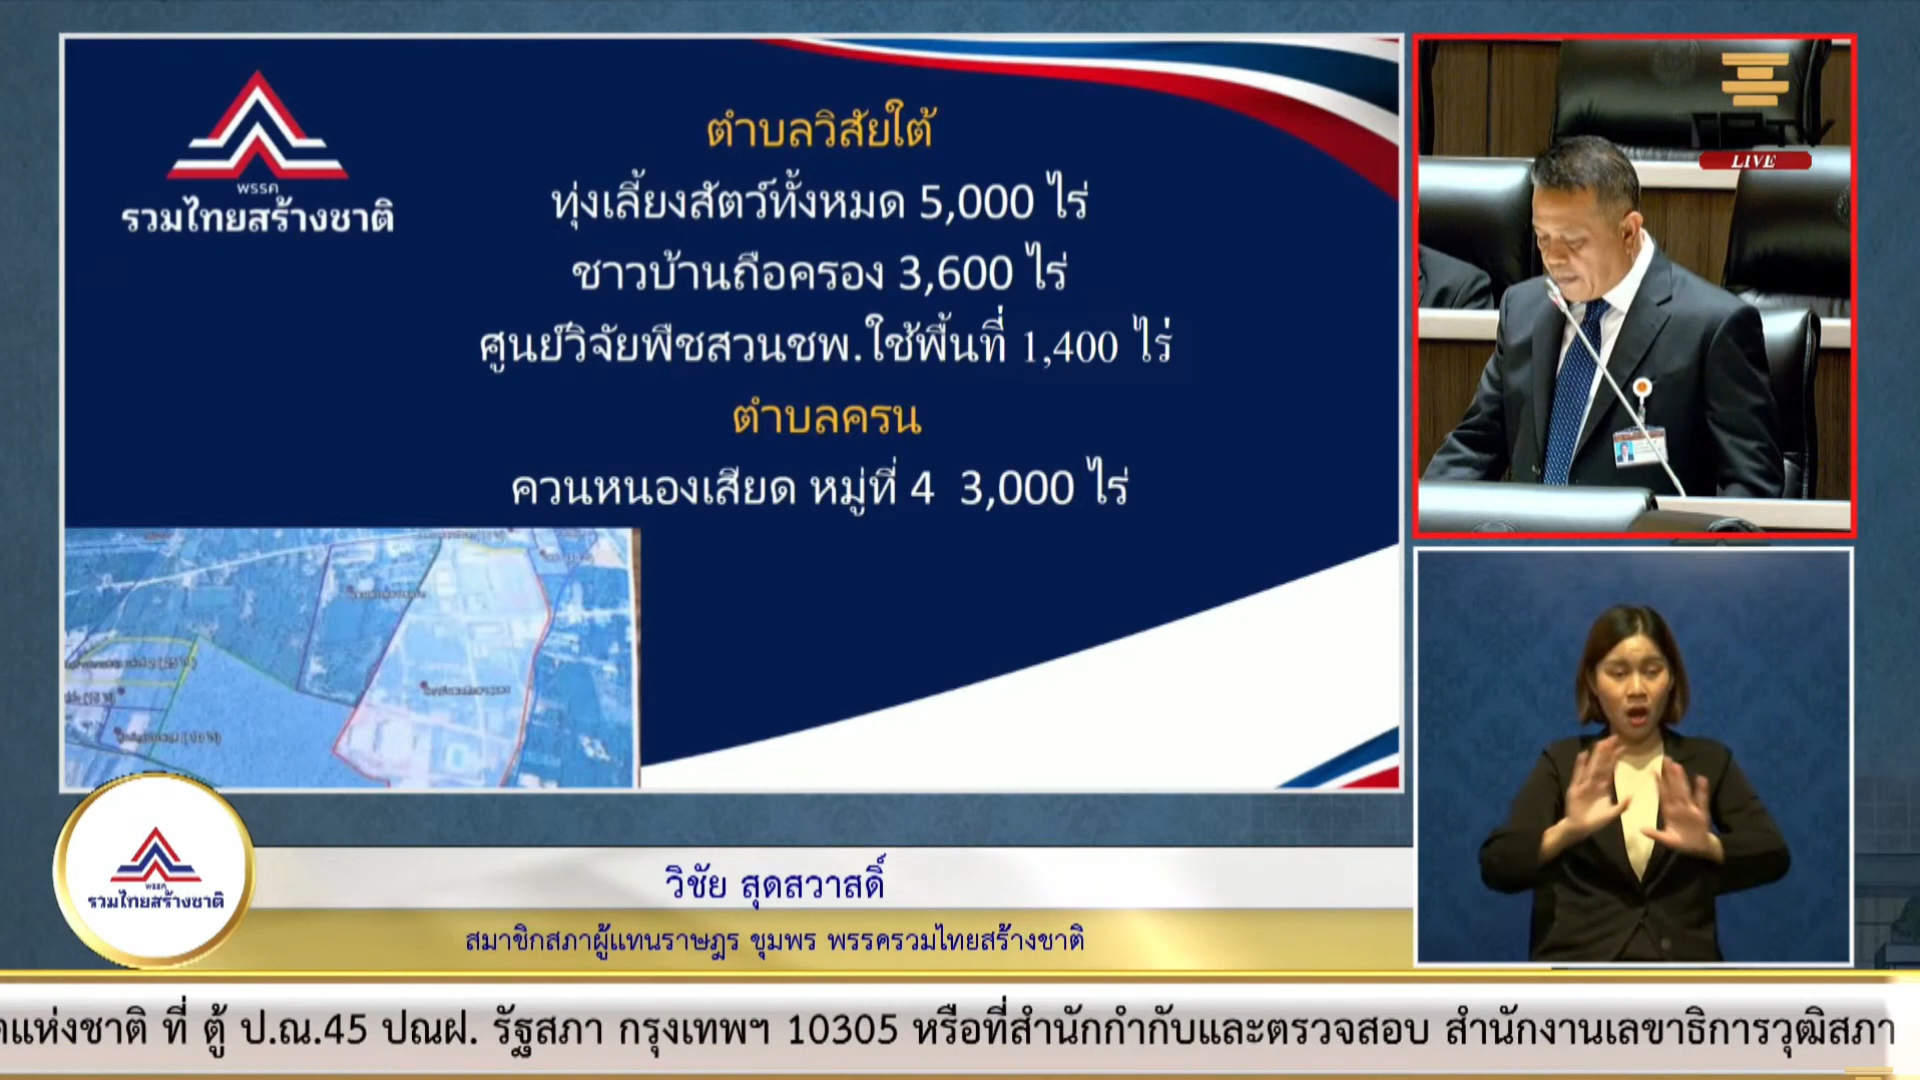 พรรค
รวมไทยสร้างชาติ
ตำบลวิสัยใต้
ทุ่งเลี้ยงสัตว์ทั้งหมด 5,000 ไร่
ชาวบ้านถือครอง 3,600 ไร่
ศูนย์วิจัยพืชสวนชพ.ใช้พื้นที่ 1,400 ไร่
ตำบลครน
ควนหนองเสียด หมู่ที่ 4 3,000 ไร่
LIVE
พรรค
รวมไทยสร้างชาติ
วิชัย สุดสวาสดิ์
สมาชิกสภาผู้แทนราษฎร ชุมพร พรรครวมไทยสร้างชาติ
แห่งชาติ ที่ ตู้ ป.ณ.45 ปณฝ. รัฐสภา กรุงเทพฯ 10305 หรือที่สำนักกำกับและตรวจสอบ สำนักงานเลขาธิการวุฒิสภา